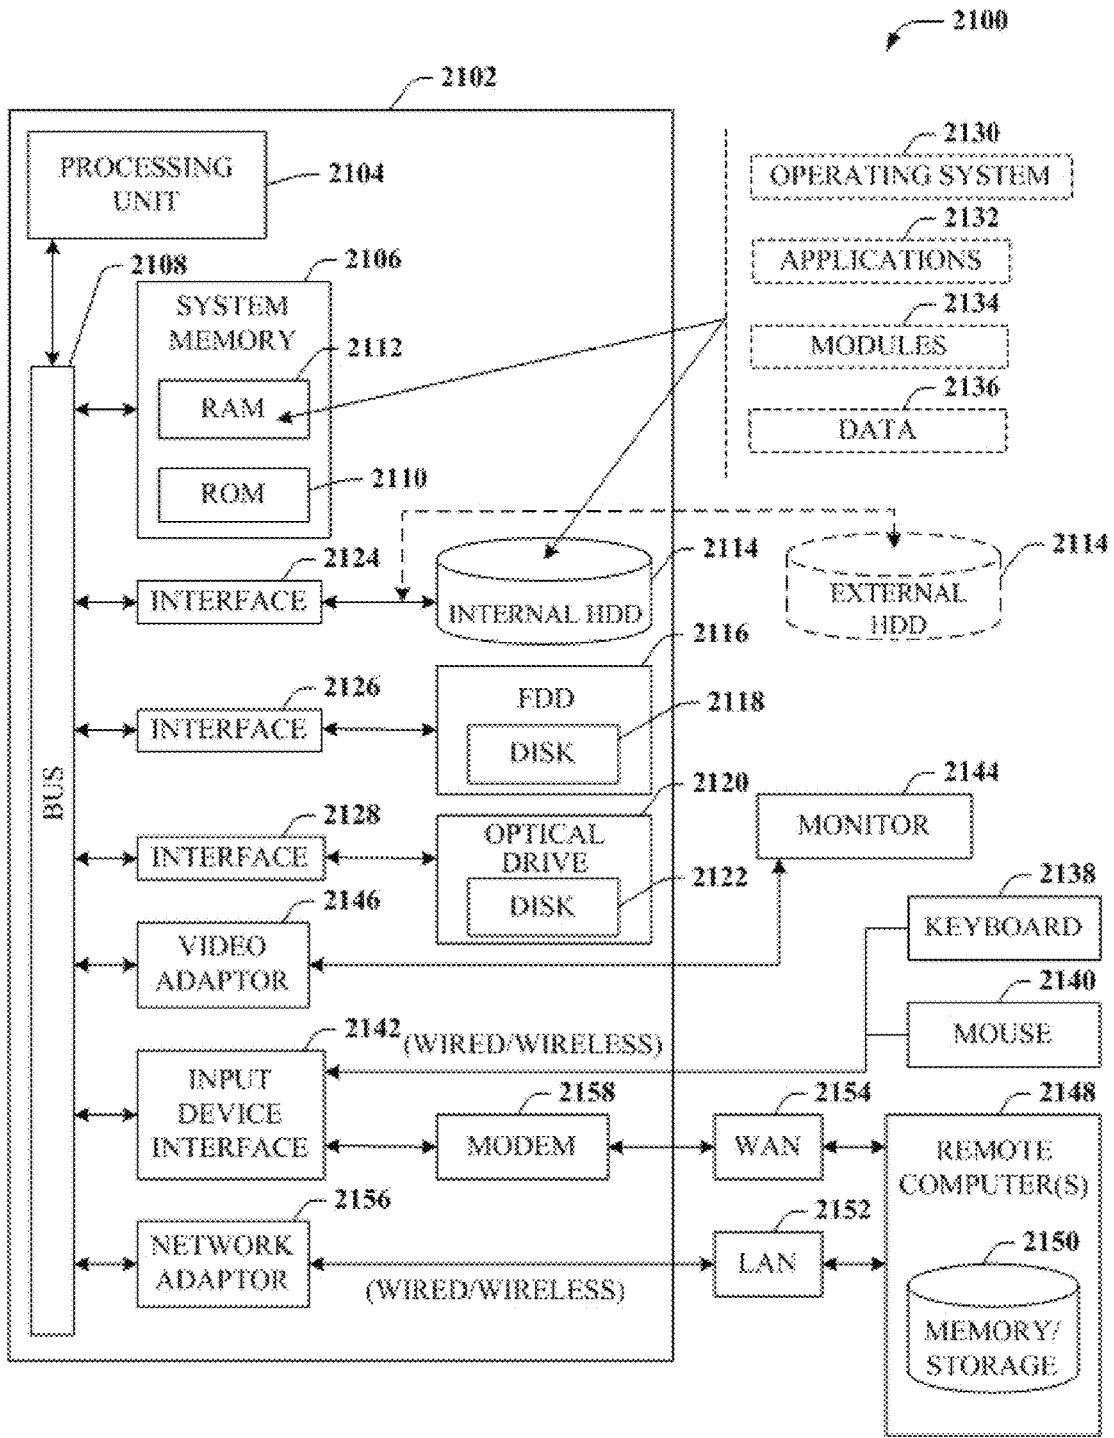 2100
2102
PROCESSING
UNIT
2104
2130
OPERATING SYSTEM
2108
2106
SYSTEM
MEMORY
2132
APPLICATIONS
2112
RAM
2134
MODULES
2136
DATA
ROM
2110
2124
INTERFACE
2114
INTERNAL HDD
2114
EXTERNAL
HDD
2126
INTERFACE
2116
FDD
2118
DISK
BUS
2128
INTERFACE
2120
OPTICAL
DRIVE
2122
DISK
2144
MONITOR
2146
VIDEO
ADAPTOR
2138
KEYBOARD
2140
MOUSE
2142
(WIRED/WIRELESS)
INPUT
DEVICE
INTERFACE
2158
MODEM
2154
WAN
2148
REMOTE
COMPUTER(S)
2156
NETWORK
ADAPTOR
(WIRED/WIRELESS)
2152
LAN
2150
MEMORY/
STORAGE